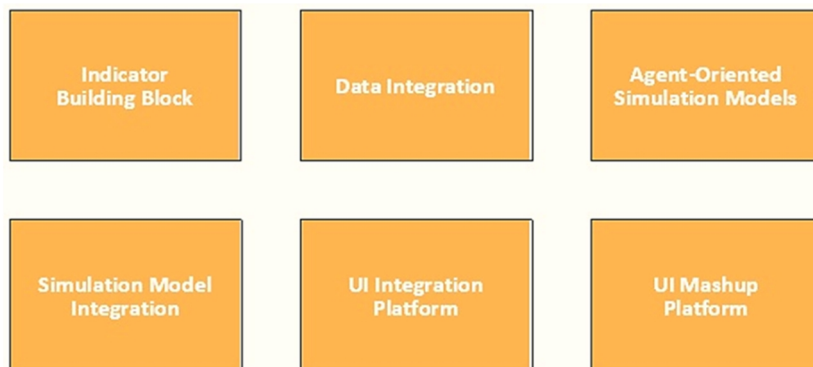 Indicator
Building Block
Data Integration
Agent-Oriented
Simulation Models
Simulation Model
Integration
UI Integration
Platform
UI Mashup
Platform